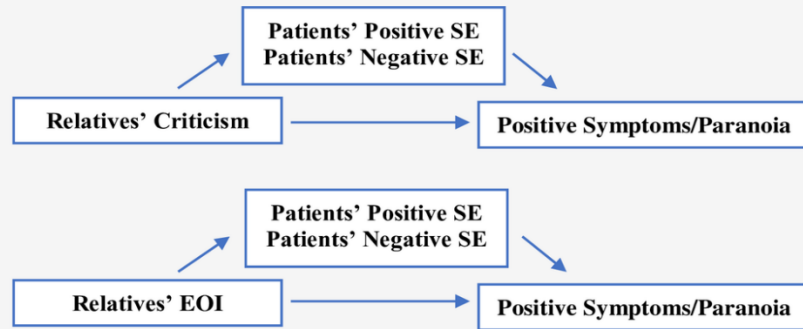 Patients’ Positive SE
Patients’ Negative SE
Relatives’ Criticism
Positive Symptoms/Paranoia
Patients’ Positive SE
Patients’ Negative SE
Relatives’ EOI
Positive Symptoms/Paranoia